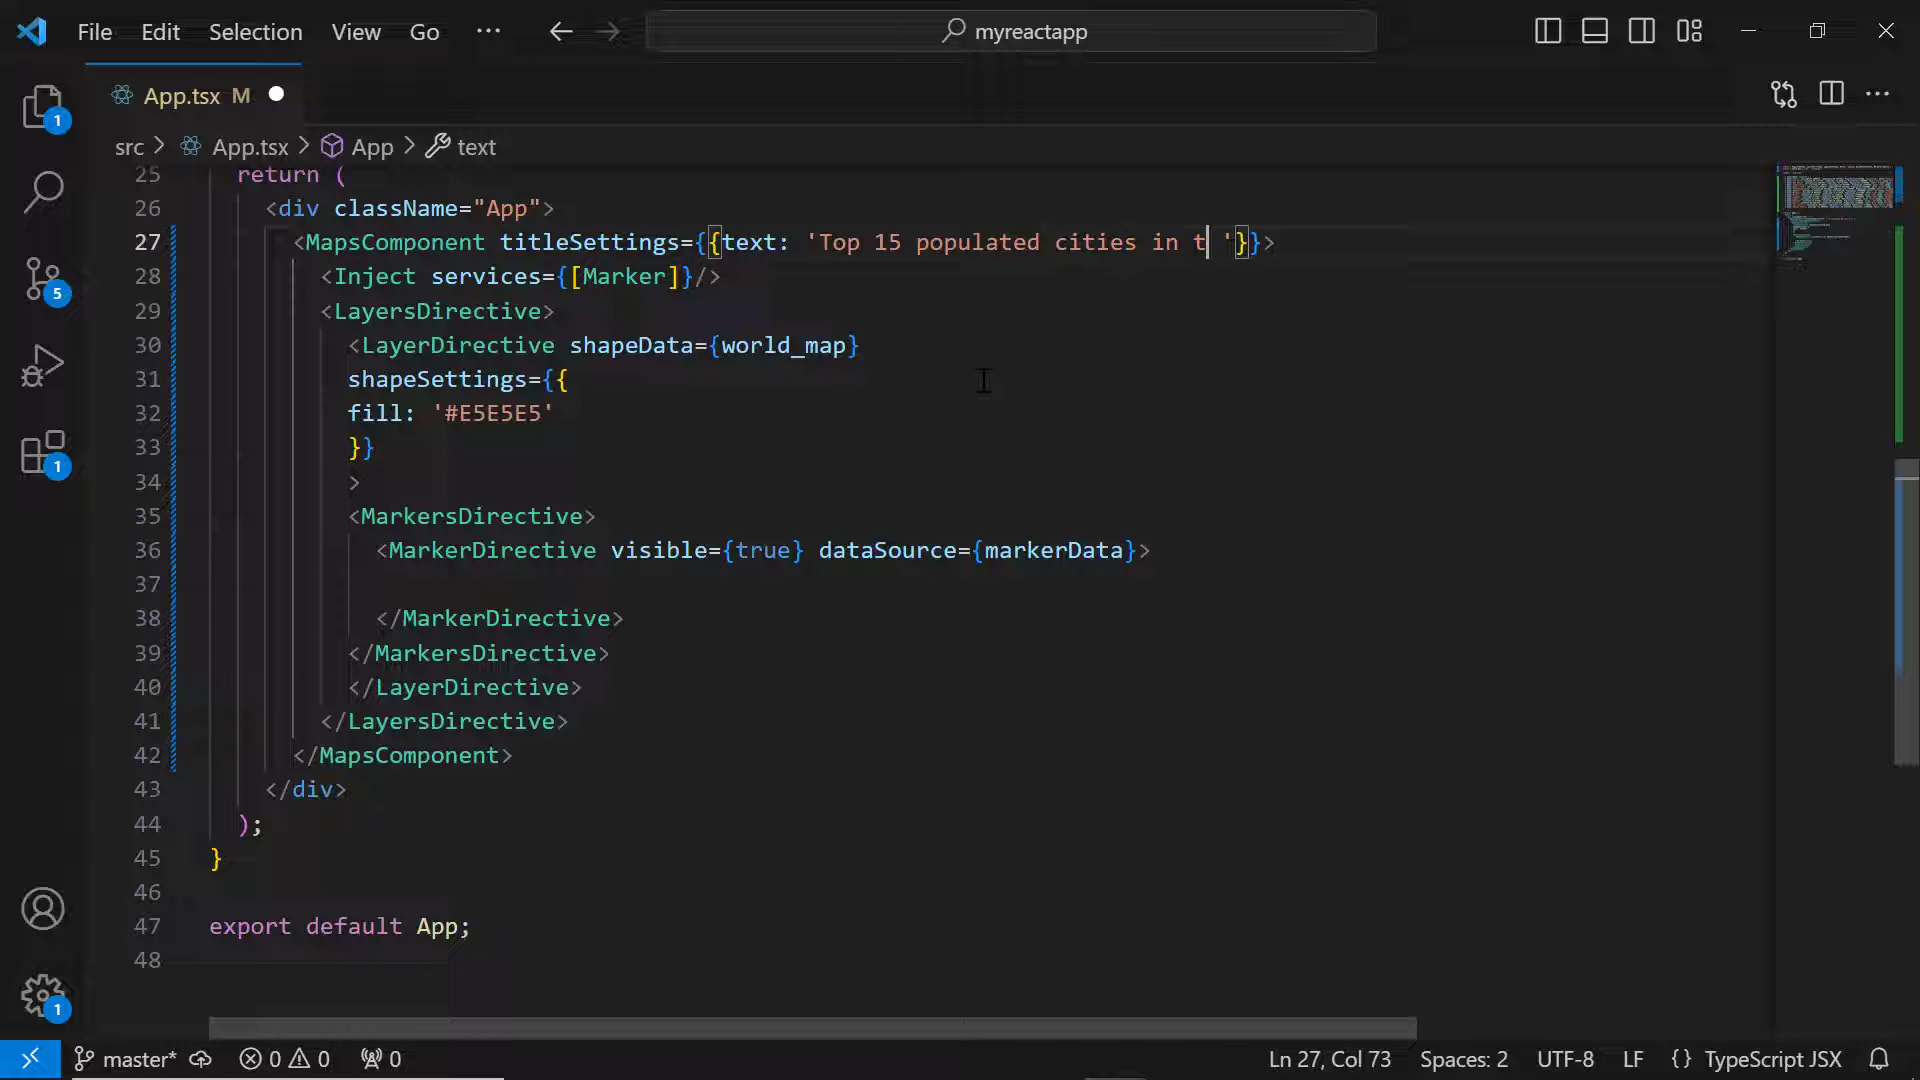 File Edit Selection View Go ··· myreactapp
App.tsx M
1
src > App.tsx > App > text
25 return (
26 <div className="App">
27 <MapsComponent titleSettings={{text: 'Top 15 populated cities in t '}}>
28 <Inject services={[Marker]}/>
29 <LayersDirective>
30 <LayerDirective shapeData={world_map}
31 shapeSettings={{
32 fill: '#E5E5E5'
33 }}
34 >
35 <MarkersDirective>
36 <MarkerDirective visible={true} dataSource={markerData}>
37
38 </MarkerDirective>
39 </MarkersDirective>
40 </LayerDirective>
41 </LayersDirective>
42 </MapsComponent>
43 </div>
44 );
45 }
46
47 export default App;
48
5
1
1
master* 0 0 0 Ln 27, Col 73 Spaces: 2 UTF-8 LF {} TypeScript JSX